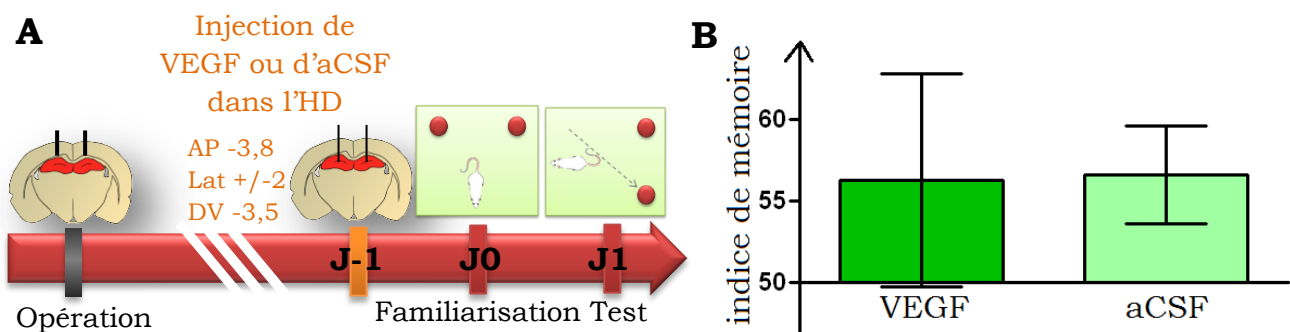 A
Injection de
VEGF ou d'aCSF
dans l'HD
AP -3,8
Lat +/-2
DV -3,5
J-1
J0
J1
Opération
Familiarisation Test
B
indice de mémoire
60
55
50
VEGF
aCSF